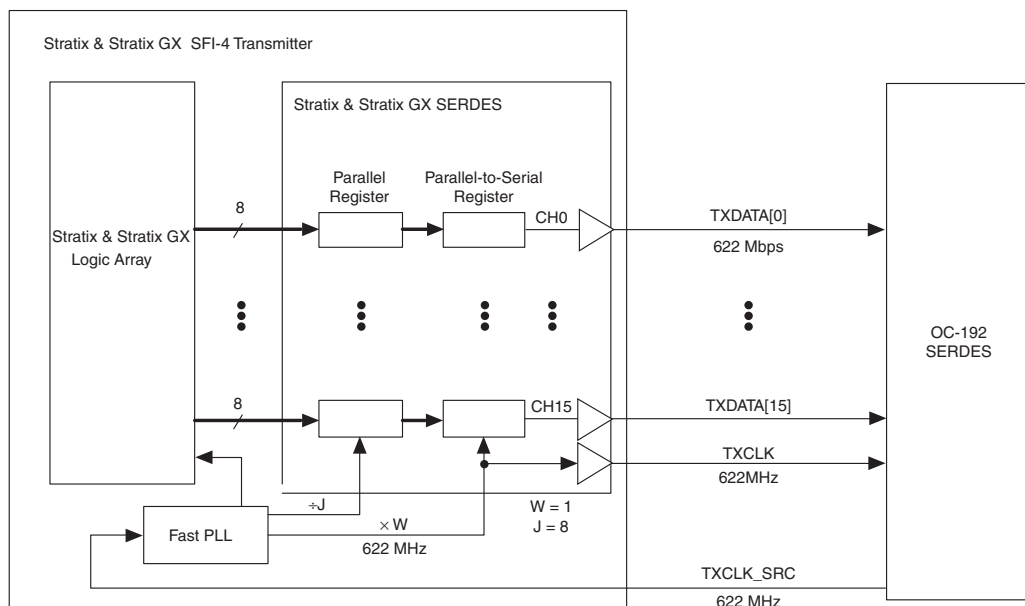 Stratix & Stratix GX SFI-4 Transmitter
Stratix & Stratix GX SERDES
Parallel
Register
Parallel-to-Serial
Register
8
CH0
TXDATA[0]
622 Mbps
Stratix & Stratix GX
Logic Array
OC-192
SERDES
8
CH15
TXDATA[15]
TXCLK
622MHz
÷J
W = 1
J = 8
Fast PLL
× W
622 MHz
TXCLK_SRC
622 MHz